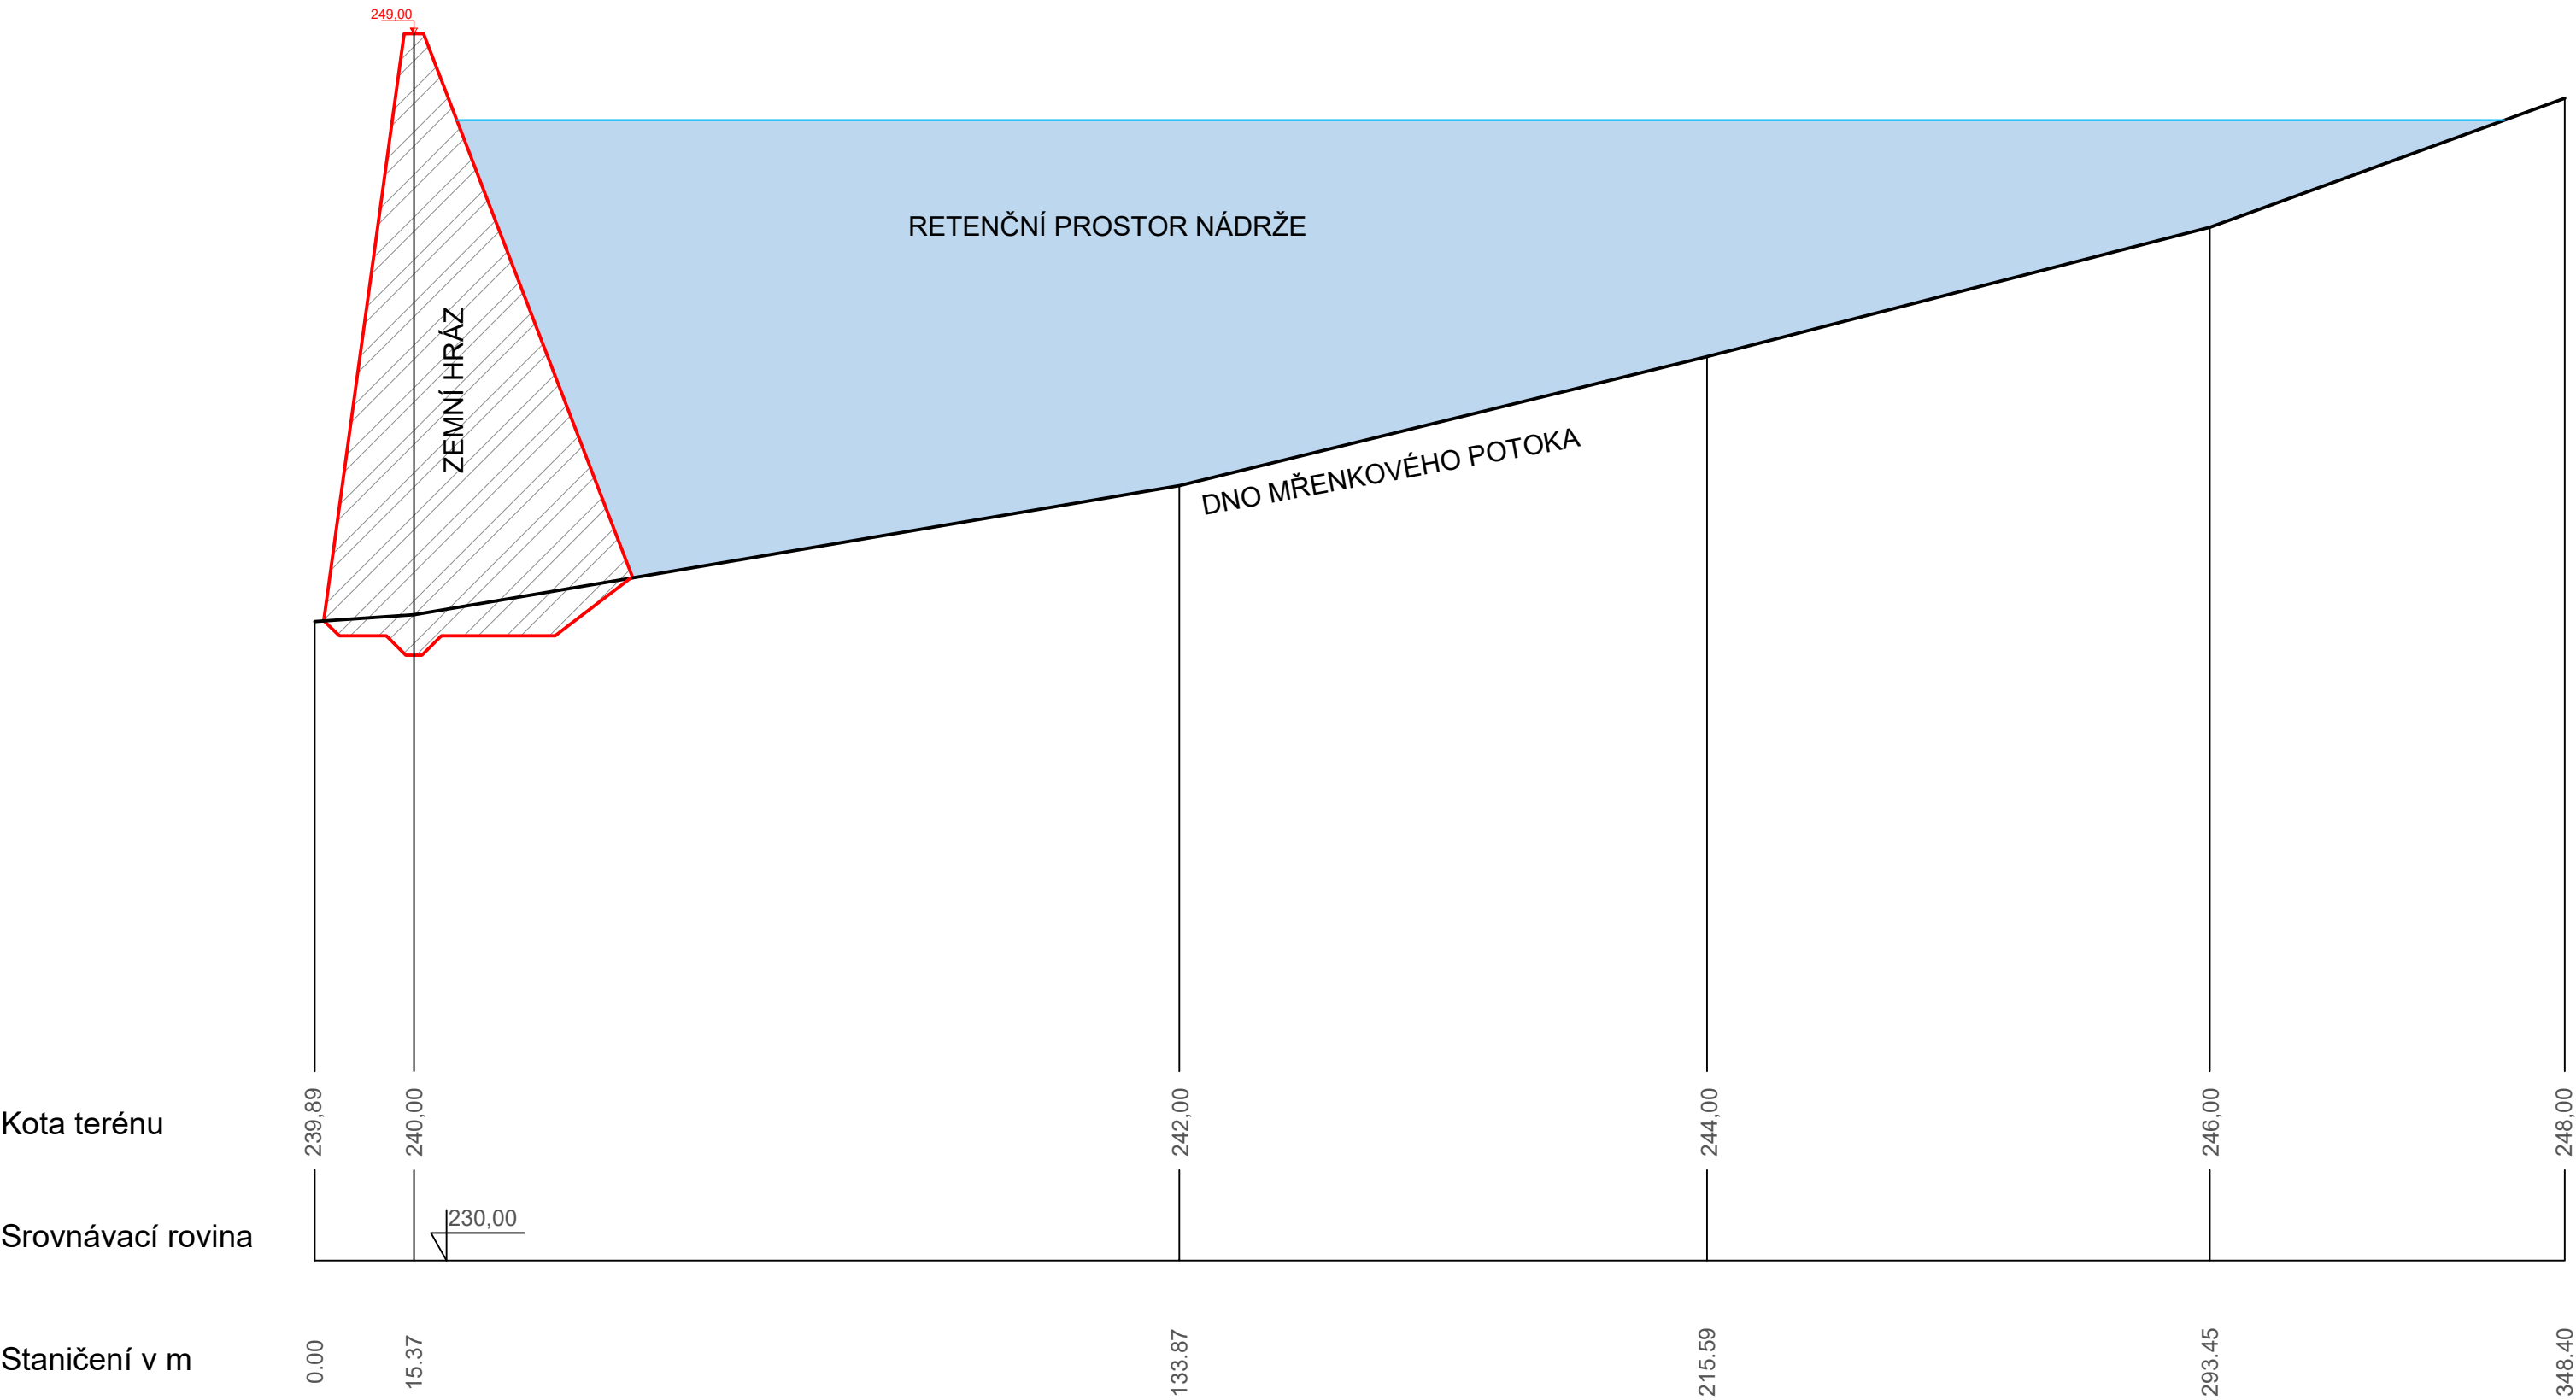 249,00
RETENČNÍ PROSTOR NÁDRŽE
ZEMNÍ HRÁZ
DNO MŘENKOVÉHO POTOKA
Kota terénu 239,89 240,00 242,00 244,00 246,00 248,00
230,00
Srovnávací rovina
Staničení v m 0.00 15.37 133.87 215.59 293.45 348.40